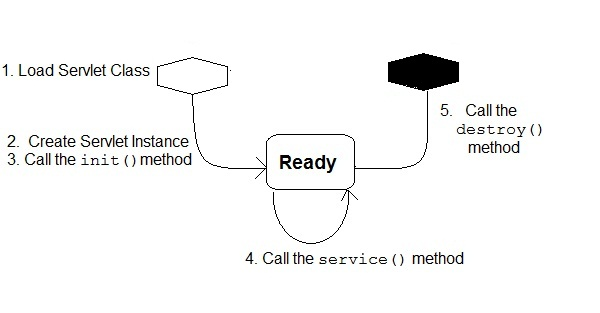 1. Load Servlet Class
2. Create Servlet Instance
3. Call the init() method
Ready
4. Call the service() method
5. Call the
destroy()
method